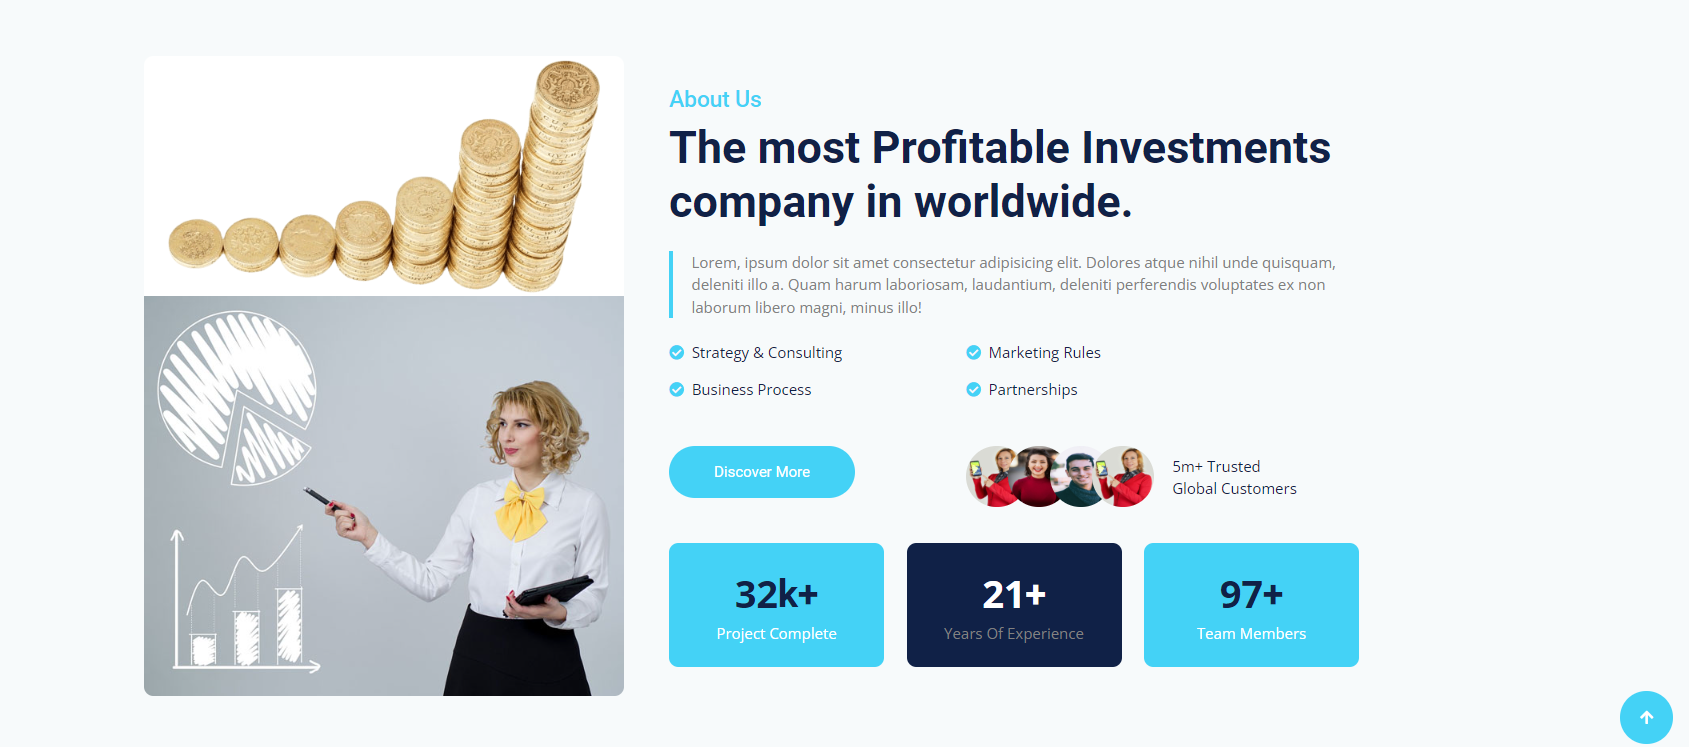 About Us
The most Profitable Investments
company in worldwide.
Lorem, ipsum dolor sit amet consectetur adipisicing elit. Dolores atque nihil unde quisquam,
deleniti illo a. Quam harum laboriosam, laudantium, deleniti perferendis voluptates ex non
laborum libero magni, minus illo!
Strategy & Consulting
Marketing Rules
Business Process
Partnerships
Discover More
5m+ Trusted
Global Customers
32k+
Project Complete
21+
Years Of Experience
97+
Team Members